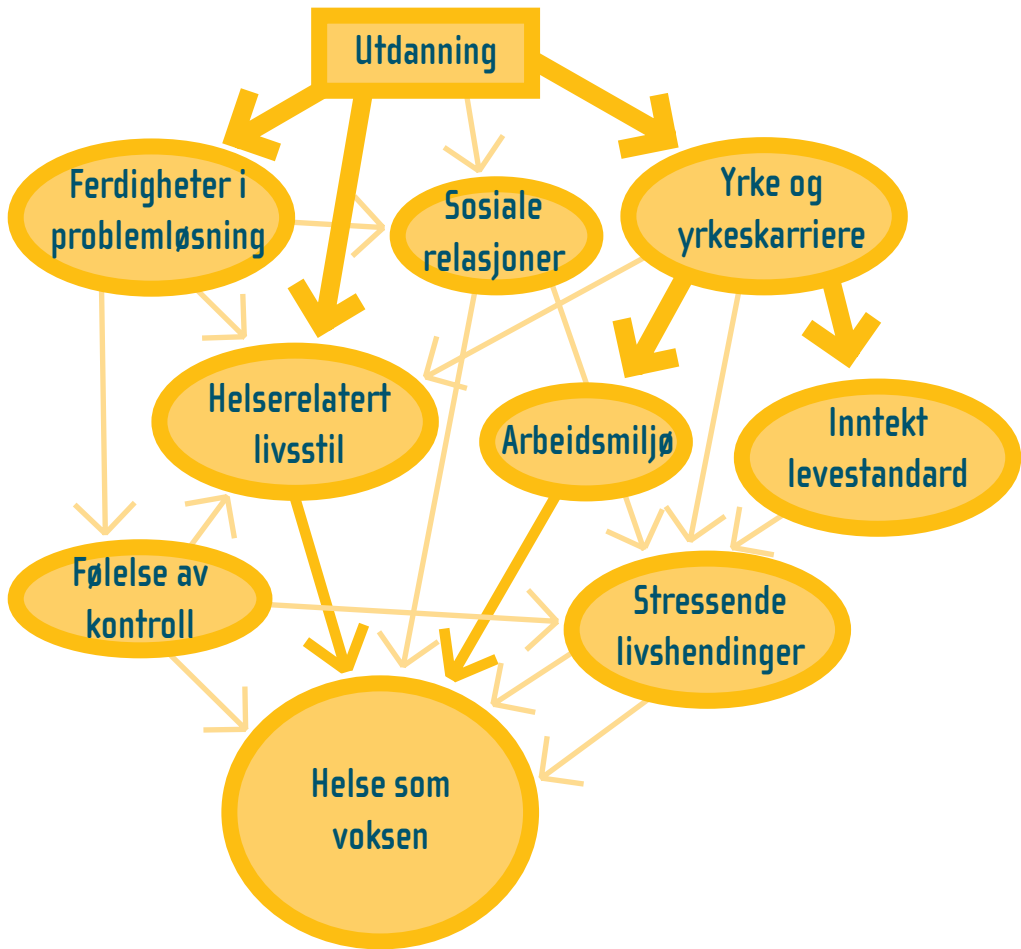 Utdanning
Ferdigheter i
problemløsning
Sosiale
relasjoner
Yrke og
yrkeskarriere
Helserelatert
livsstil
Arbeidsmiljø
Inntekt
levestandard
Følelse av
kontroll
Stressende
livshendinger
Helse som
voksen